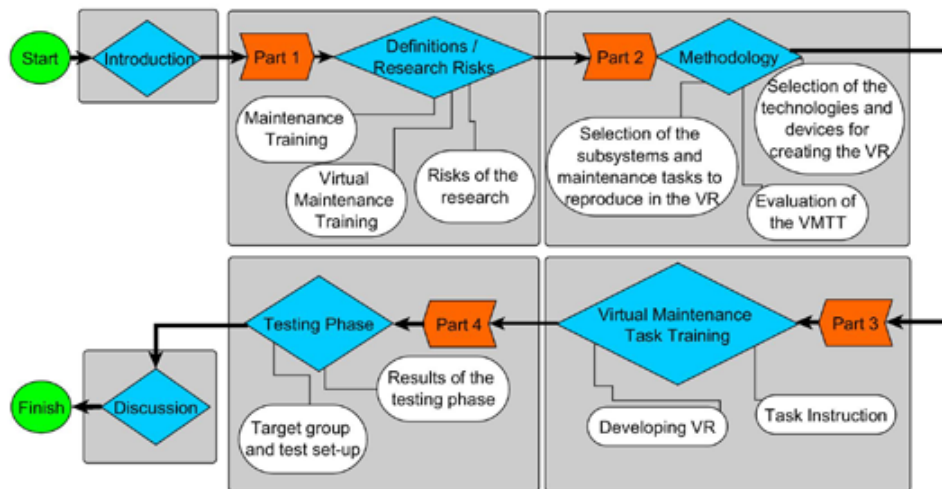 Start
Introduction
Part 1
Definitions /
Research Risks
Maintenance
Training
Virtual
Maintenance
Training
Risks of the
research
Part 2
Methodology
Selection of the
subsystems and
maintenance tasks to
reproduce in the VR
Selection of the
technologies and
devices for
creating the VR
Evaluation of
the VMTT
Part 3
Virtual Maintenance
Task Training
Task Instruction
Developing VR
Part 4
Testing Phase
Results of the
testing phase
Target group
and test set-up
Discussion
Finish